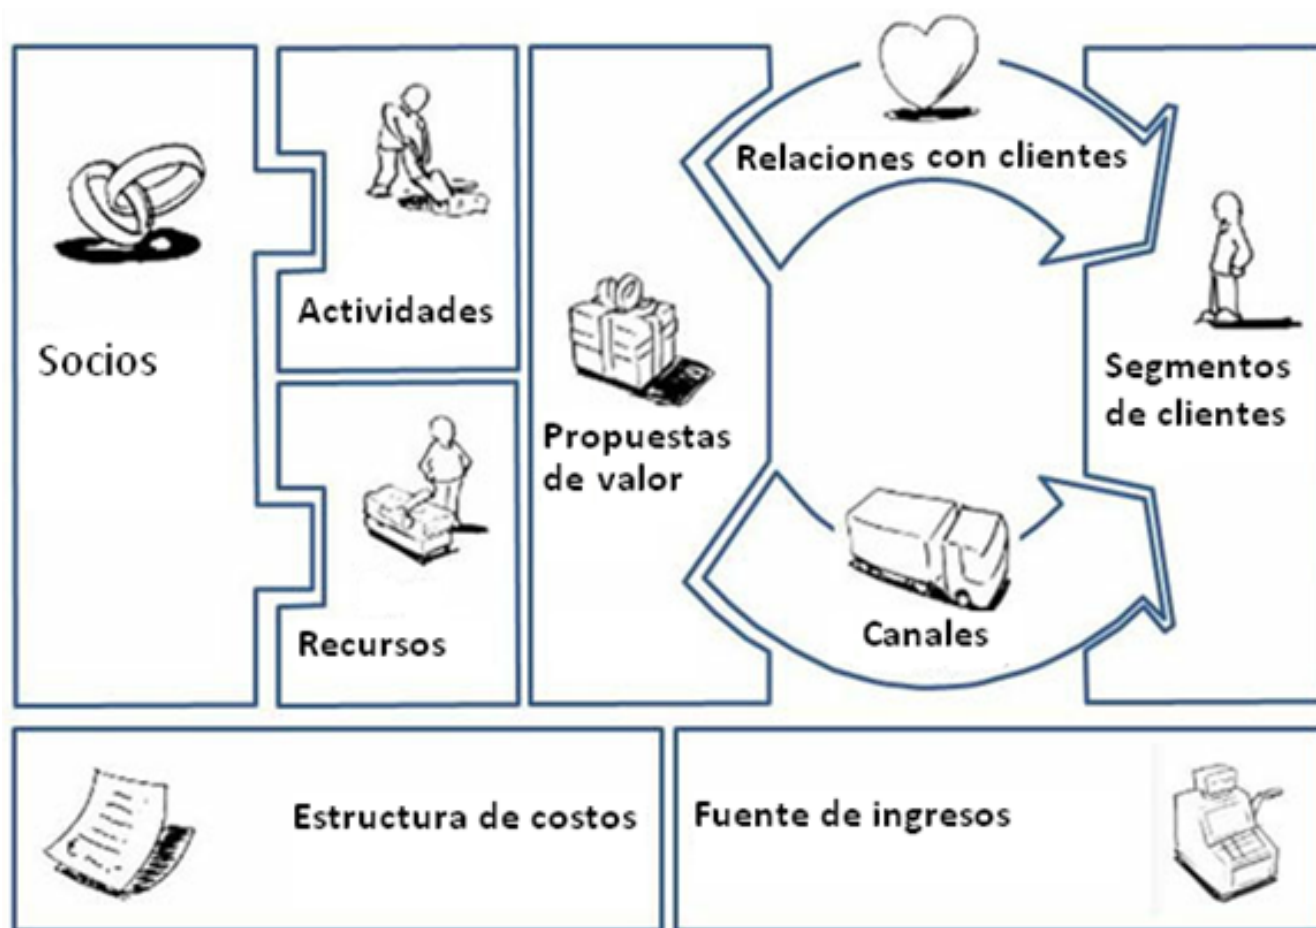 Relaciones con clientes
Actividades
Socios
Segmentos
de clientes
Propuestas
de valor
Recursos
Canales
Estructura de costos
Fuente de ingresos